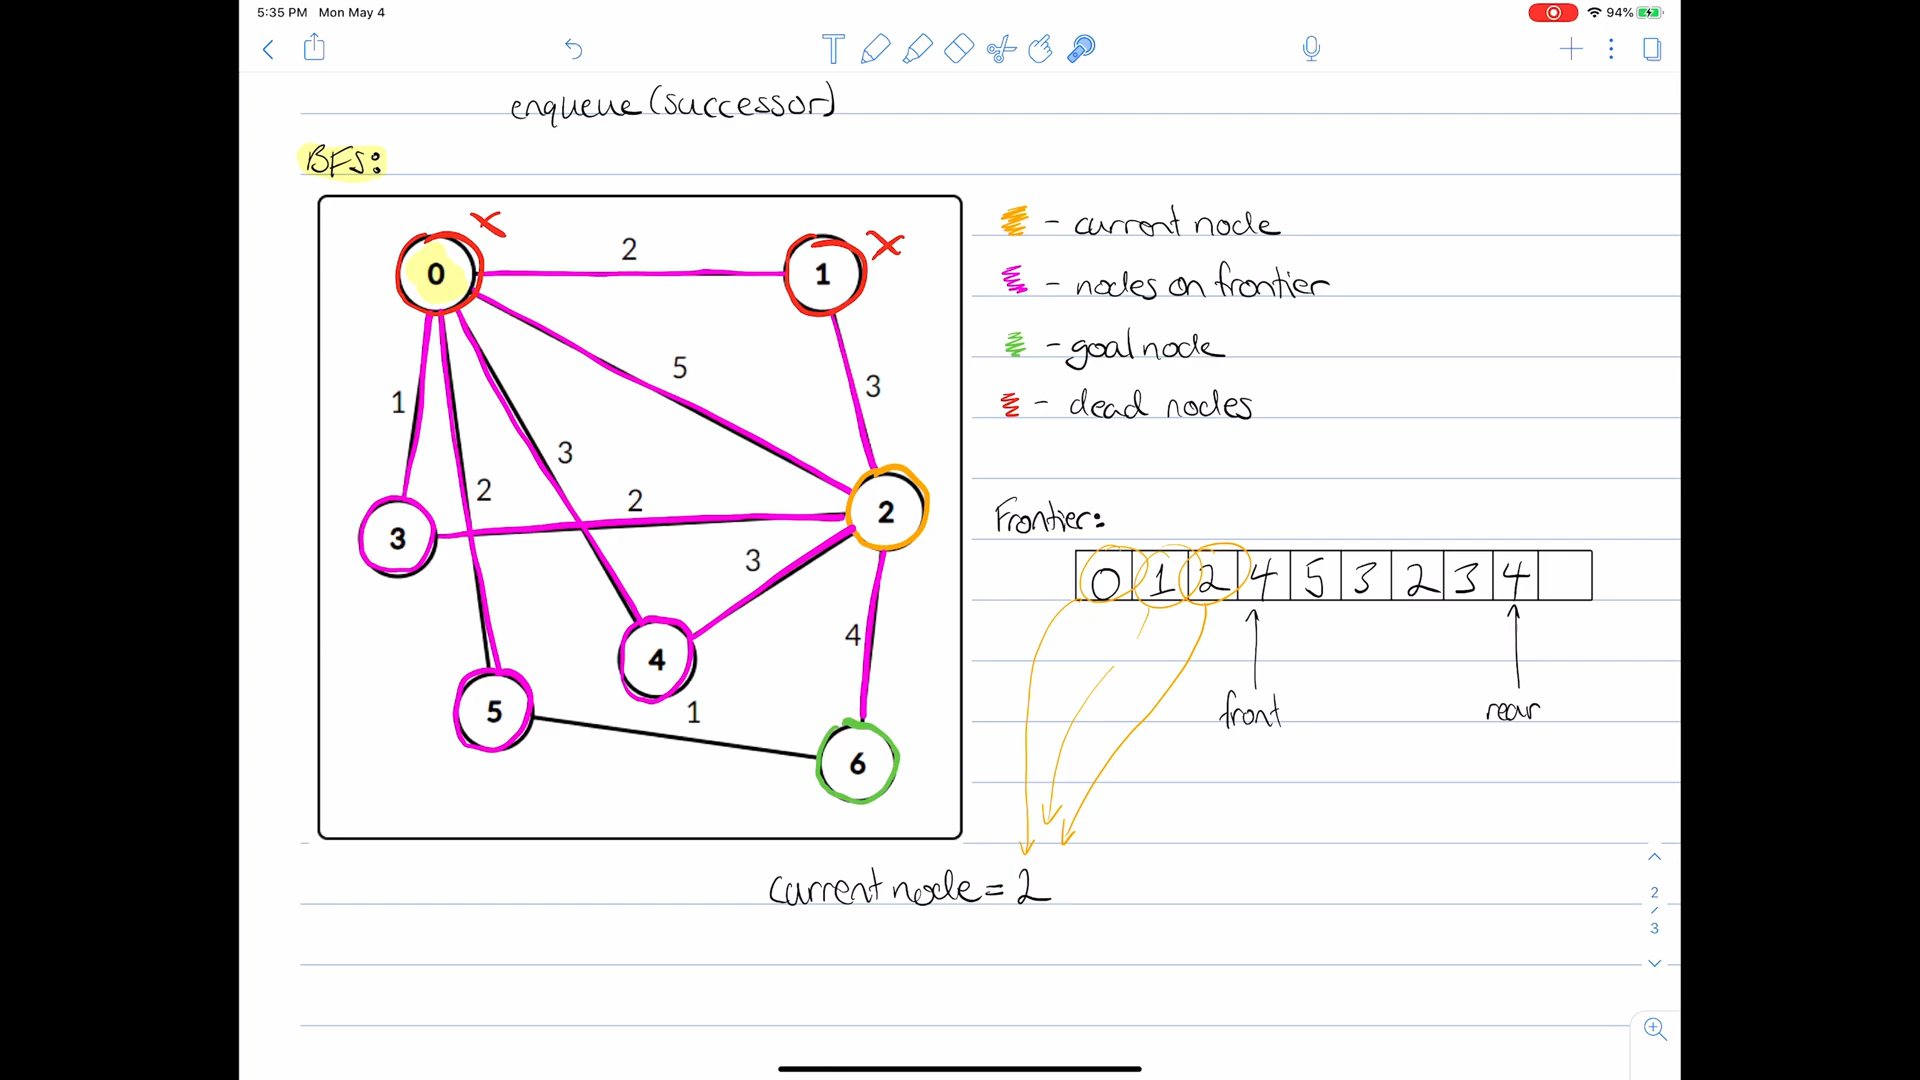 5:35 PM Mon May 4
94%
enqueue(successor)
BFS:
x
x
0
2
1
5
3
1
3
2
2
2
3
3
4
4
5
1
6
- current node
- nodes on frontier
- goal node
- dead nodes
Frontier:
0 1 2 4 5 3 2 3 4
front
rear
current node = 2
2
/
3